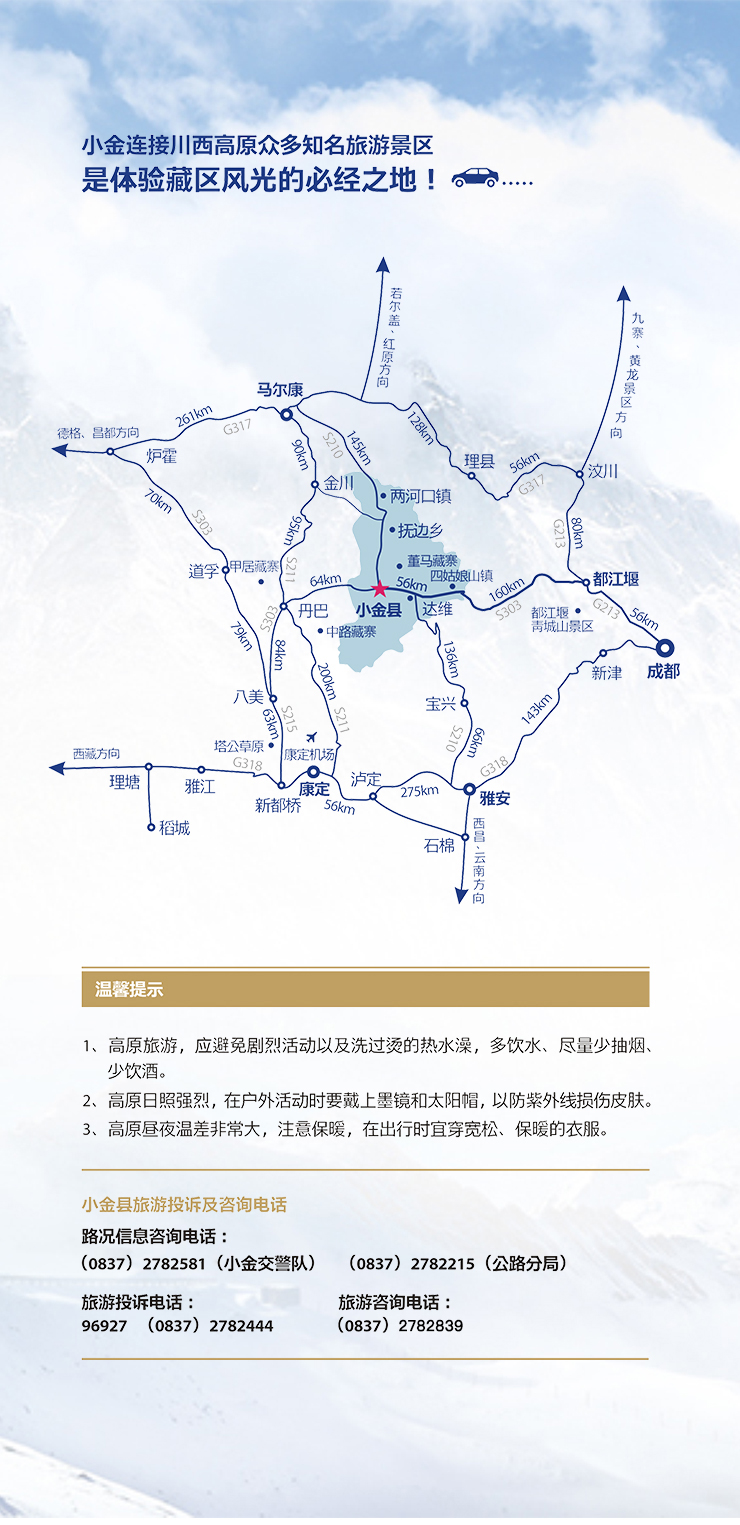 小金连接川西高原众多知名旅游景区
是体验藏区风光的必经之地！
若尔盖、红原方向
九寨、黄龙景区方向
马尔康
261km
G317
德格、昌都方向
炉霍
90km
S210
145km
128km
理县
56km
G317
汶川
金川
两河口镇
70km
S303
95km
抚边乡
G213
80km
道孚
甲居藏寨
S211
董马藏寨
四姑娘山镇
64km
56km
160km
都江堰
小金县
达维
S303
都江堰
青城山景区
G213
56km
S303
丹巴
中路藏寨
79km
84km
136km
成都
新津
200km
八美
宝兴
143km
63km
S215
S211
S210
66km
塔公草原
康定机场
西藏方向
G318
G318
理塘
雅江
新都桥
康定
泸定
56km
275km
雅安
稻城
石棉
西昌、云南方向
温馨提示
1、高原旅游，应避免剧烈活动以及洗过烫的热水澡，多饮水、尽量少抽烟、
少饮酒。
2、高原日照强烈，在户外活动时要戴上墨镜和太阳帽，以防紫外线损伤皮肤。
3、高原昼夜温差非常大，注意保暖，在出行时宜穿宽松、保暖的衣服。
小金县旅游投诉及咨询电话
路况信息咨询电话：
（0837）2782581（小金交警队） （0837）2782215（公路分局）
旅游投诉电话： 旅游咨询电话：
96927 （0837）2782444 （0837）2782839